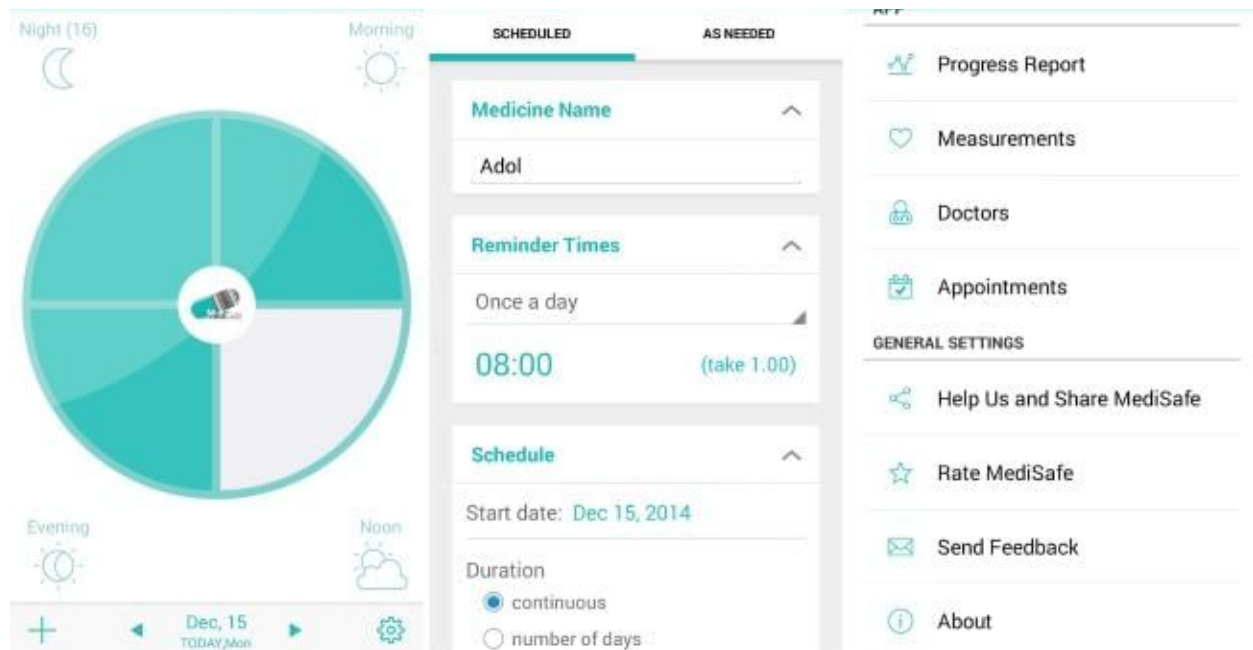 Night (16)
Morning
Evening
Noon
Dec, 15
TODAY,Mon
SCHEDULED
AS NEEDED
Medicine Name
Adol
Reminder Times
Once a day
08:00
(take 1.00)
Schedule
Start date: Dec 15, 2014
Duration
continuous
number of days
APP
Progress Report
Measurements
Doctors
Appointments
GENERAL SETTINGS
Help Us and Share MediSafe
Rate MediSafe
Send Feedback
About